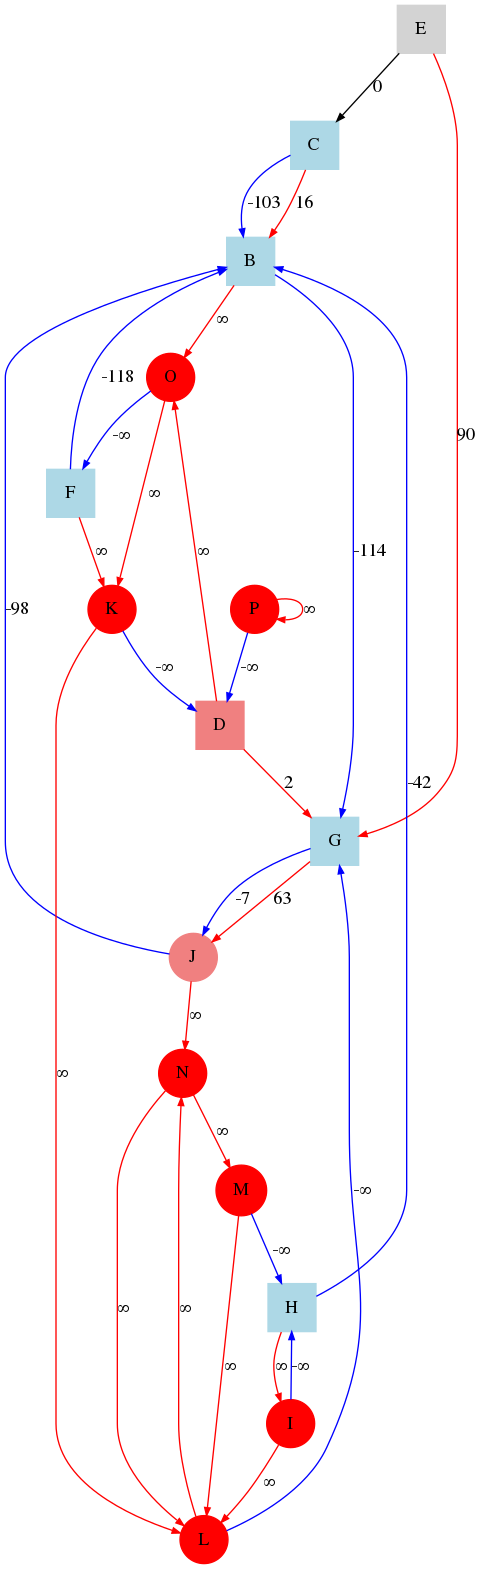 E
0
C
-103 16
B
∞
O
-118
90
-∞
F
∞
∞ ∞ -114
-98
K P ∞
-∞ -∞
D
2 -42
G
-7 63
J
∞
∞ N
∞
M
-∞
-∞
∞ ∞ H
∞ ∞ -∞
I
∞
L